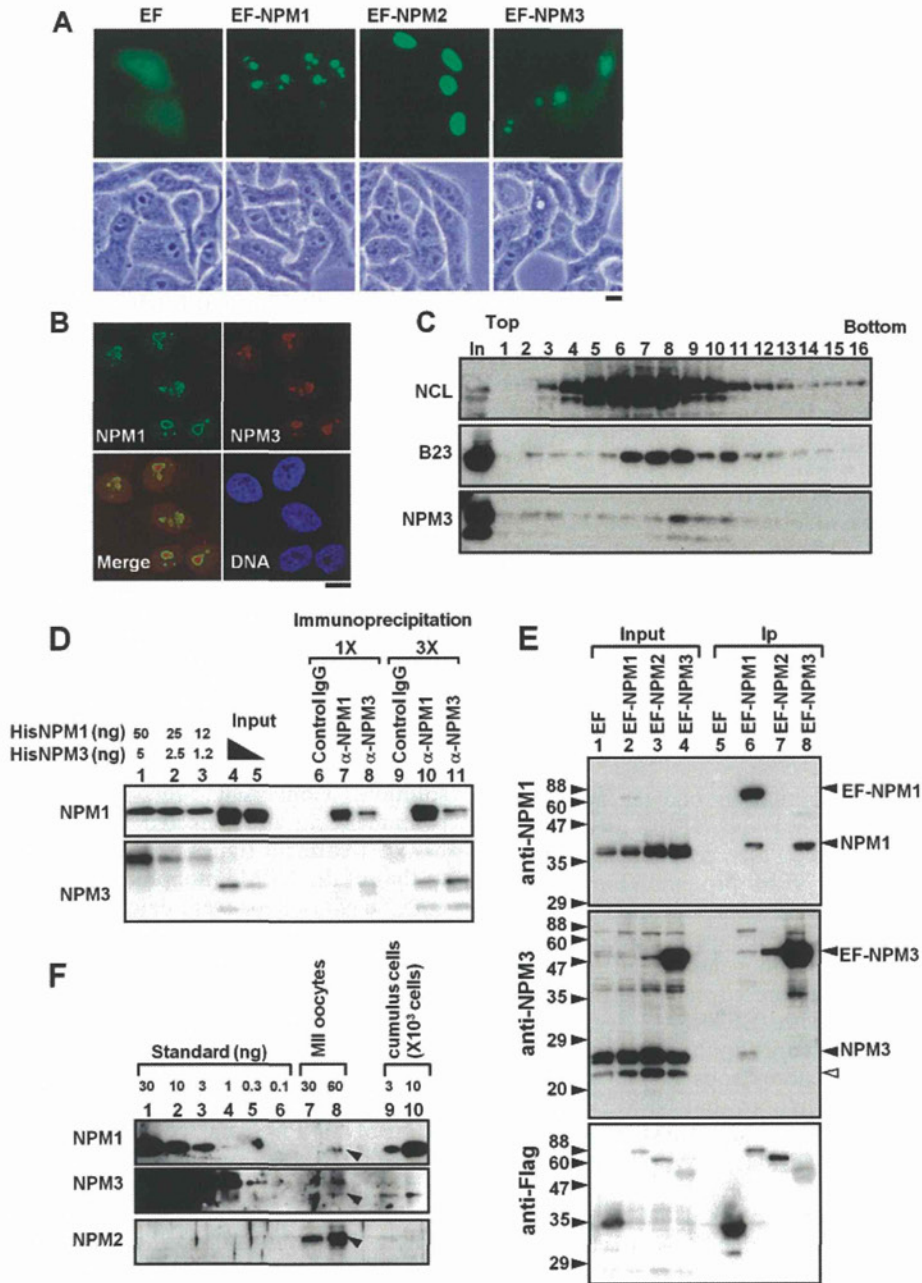 A
EF EF-NPM1 EF-NPM2 EF-NPM3
B
NPM1 NPM3
Merge DNA
C
Top Bottom
In 1 2 3 4 5 6 7 8 9 10 11 12 13 14 15 16
NCL
B23
NPM3
D
Immunoprecipitation
1X 3X
Control IgG α-NPM1 α-NPM3 Control IgG α-NPM1 α-NPM3
HisNPM1 (ng) 50 25 12 Input
HisNPM3 (ng) 5 2.5 1.2
1 2 3 4 5 6 7 8 9 10 11
NPM1
NPM3
E
Input Ip
EF EF-NPM1 EF-NPM2 EF-NPM3 EF EF-NPM1 EF-NPM2 EF-NPM3
1 2 3 4 5 6 7 8
anti-NPM1
88
60
47
35
29
EF-NPM1
NPM1
anti-NPM3
88
60
47
35
29
20
EF-NPM3
NPM3
anti-Flag
88
60
47
35
29
F
Standard (ng) MII oocytes cumulus cells (X10³ cells)
30 10 3 1 0.3 0.1 30 60 3 10
1 2 3 4 5 6 7 8 9 10
NPM1
NPM3
NPM2